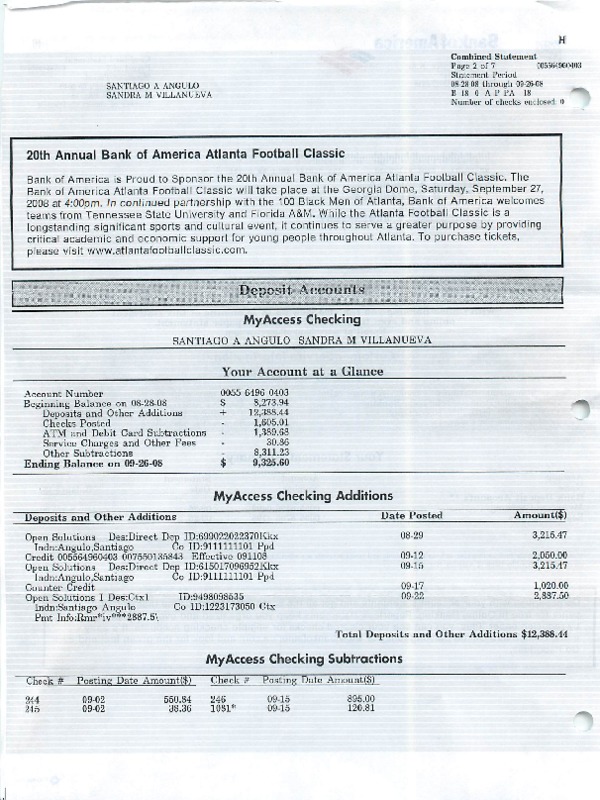 H
Combined Statement
Page 2 of 7 005564960403
Statement Period
08-28-08 through 09-26-08
E 18 0 A P PA 18
Number of checks enclosed: 0
SANTIAGO A ANGULO
SANDRA M VILLANUEVA
20th Annual Bank of America Atlanta Football Classic
Bank of America is Proud to Sponsor the 20th Annual Bank of America Atlanta Football Classic. The
Bank of America Atlanta Football Classic will take place at the Georgia Dome, Saturday, September 27,
2008 at 4:00pm. In continued partnership with the 100 Black Men of Atlanta, Bank of America welcomes
teams from Tennessee State University and Florida A&M. While the Atlanta Football Classic is a
longstanding significant sports and cultural event, it continues to serve a greater purpose by providing
critical academic and economic support for young people throughout Atlanta. To purchase tickets,
please visit www.atlantafootballclassic.com.
Deposit Accounts
MyAccess Checking
SANTIAGO A ANGULO SANDRA M VILLANUEVA
Your Account at a Glance
Account Number 0055 6496 0403
Beginning Balance on 08-28-08 $ 8,273.94
Deposits and Other Additions + 12,388.44
Checks Posted - 1,605.01
ATM and Debit Card Subtractions - 1,389.68
Service Charges and Other Fees - 30.86
Other Subtractions - 8,311.23
Ending Balance on 09-26-08 $ 9,325.60
MyAccess Checking Additions
Deposits and Other Additions Date Posted Amount($)
Open Solutions Des:Direct Dep 08-29 3,215.47
Indn:Angulo,Santiago Co ID:9111111101 Ppd
Credit 005564960403 Effective 091108 09-12 2,050.00
Open Solutions Des:Direct Dep 09-15 3,215.47
Indn:Angulo,Santiago Co ID:9111111101 Ppd
Counter Credit 09-17 1,020.00
Open Solutions I Des:Ctx1 ID:9498098535 09-22 2,887.50
Indn:Santiago Angulo Co ID:1223173050 Ctx
Pmt Info:Rmr*iv***2887.5\
Total Deposits and Other Additions $12,388.44
MyAccess Checking Subtractions
Check # Posting Date Amount($) Check # Posting Date Amount($)
244 09-02 550.84 246 09-15 895.00
245 09-02 38.36 1081* 09-15 120.81